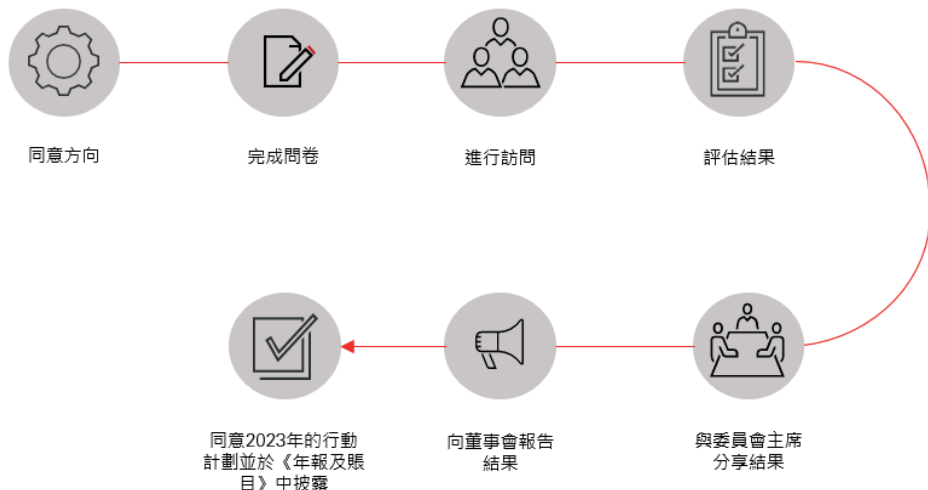 同意方向
完成問卷
進行訪問
評估結果
與委員會主席
分享結果
向董事會報告
結果
同意2023年的行動
計劃並於《年報及賬
目》中披露